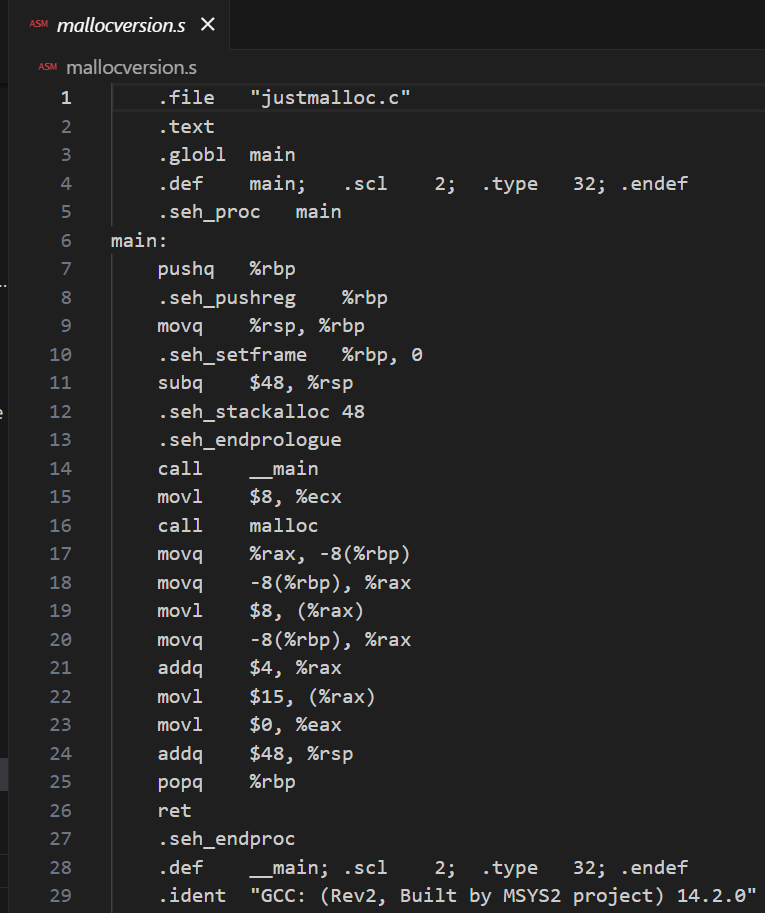 ASM mallocversion.s ×
ASM mallocversion.s
1 .file "justmalloc.c"
2 .text
3 .globl main
4 .def main; .scl 2; .type 32; .endef
5 .seh_proc main
6 main:
7 pushq %rbp
8 .seh_pushreg %rbp
9 movq %rsp, %rbp
10 .seh_setframe %rbp, 0
11 subq $48, %rsp
12 .seh_stackalloc 48
13 .seh_endprologue
14 call __main
15 movl $8, %ecx
16 call malloc
17 movq %rax, -8(%rbp)
18 movq -8(%rbp), %rax
19 movl $8, (%rax)
20 movq -8(%rbp), %rax
21 addq $4, %rax
22 movl $15, (%rax)
23 movl $0, %eax
24 addq $48, %rsp
25 popq %rbp
26 ret
27 .seh_endproc
28 .def __main; .scl 2; .type 32; .endef
29 .ident "GCC: (Rev2, Built by MSYS2 project) 14.2.0"